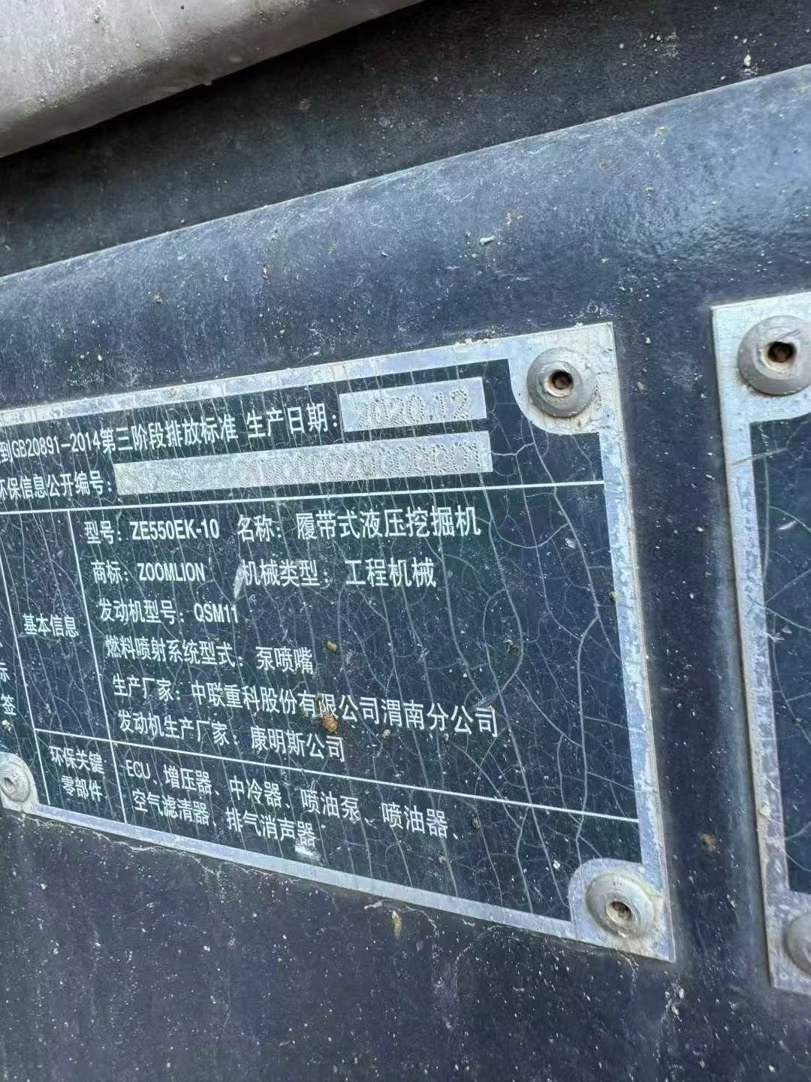 到GB20891-2014第三阶段排放标准 生产日期: 2020.12
环保信息公开编号:
基本信息
型号: ZE550EK-10 名称: 履带式液压挖掘机
商标: ZOOMLION 机械类型: 工程机械
发动机型号: QSM11
燃料喷射系统型式: 泵喷嘴
生产厂家: 中联重科股份有限公司渭南分公司
发动机生产厂家: 康明斯公司
标
签
环保关键
零部件
ECU、增压器、中冷器、喷油泵、喷油器、
空气滤清器、排气消声器